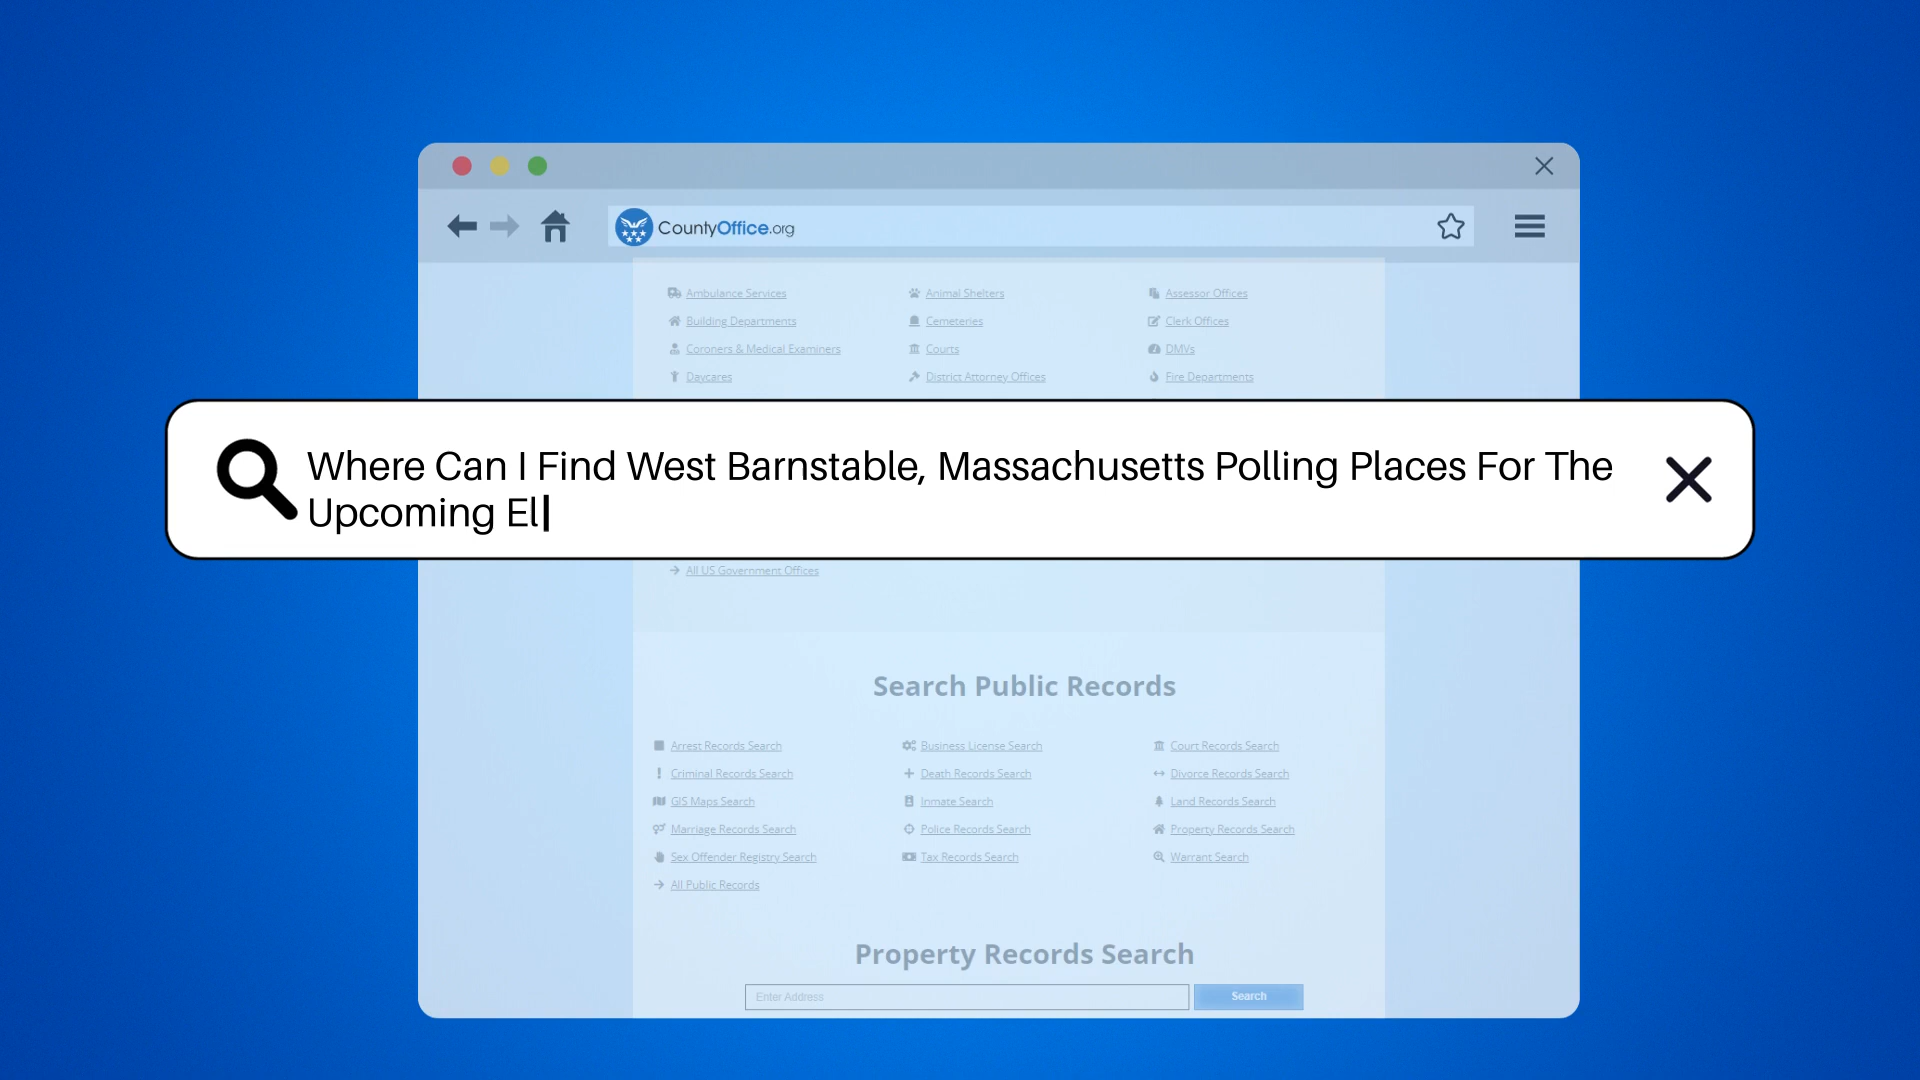 CountyOffice.org
Ambulance Services Animal Shelters Assessor Offices
Building Departments Cemeteries Clerk Offices
Coroners & Medical Examiners Courts DMVs
Daycares District Attorney Offices Fire Departments
Where Can I Find West Barnstable, Massachusetts Polling Places For The
Upcoming El
All US Government Offices
Search Public Records
Arrest Records Search Business License Search Court Records Search
Criminal Records Search Death Records Search Divorce Records Search
GIS Maps Search Inmate Search Land Records Search
Marriage Records Search Police Records Search Property Records Search
Sex Offender Registry Search Tax Records Search Warrant Search
All Public Records
Property Records Search
Enter Address Search